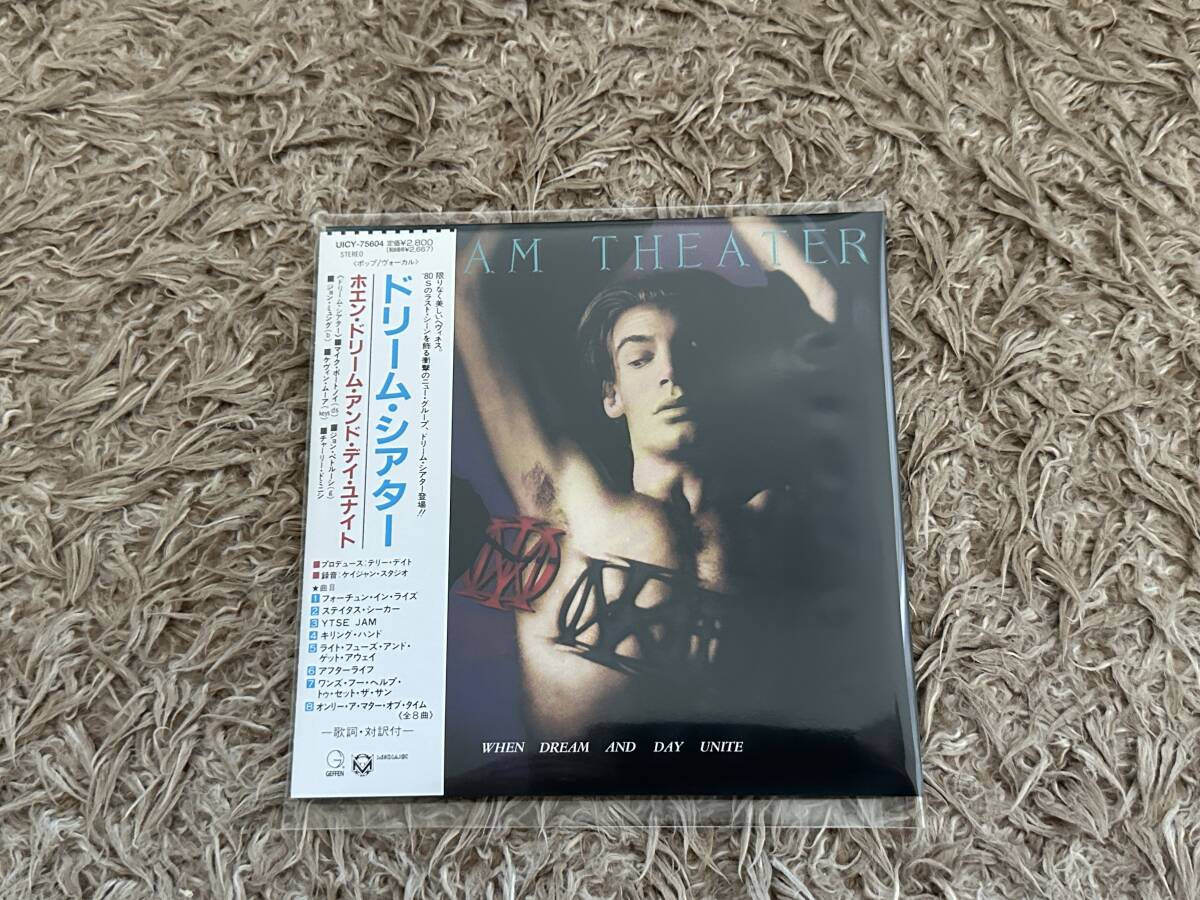 UICY-75604 定価¥2,800
STEREO (税抜価格¥2,667)
〈ポップ/ヴォーカル〉
限りなく美しいヘヴィネス。
'80Sのラスト・シーンを飾る衝撃のニュー・グループ、ドリーム・シアター登場!!
ドリーム・シアター
ホエン・ドリーム・アンド・デイ・ユナイト
《ドリーム・シアター》■マイク・ポートノイ(ds) ■ジョン・ペトルーシ(g)
■ジョン・ミュング(b) ■ケヴィン・ムーア(keys) ■チャーリー・ドミニシ
■プロデュース:テリー・デイト
■録音:ケイジャン・スタジオ
★曲目
1 フォーチュン・イン・ライズ
2 ステイタス・シーカー
3 YTSE JAM
4 キリング・ハンド
5 ライト・フューズ・アンド・
ゲット・アウェイ
6 アフターライフ
7 ワンズ・フー・ヘルプ・
トゥ・セット・ザ・サン
8 オンリー・ア・マター・オブ・タイム
《全8曲》
—歌詞・対訳付—
GEFFEN
AM THEATER
WHEN DREAM AND DAY UNITE